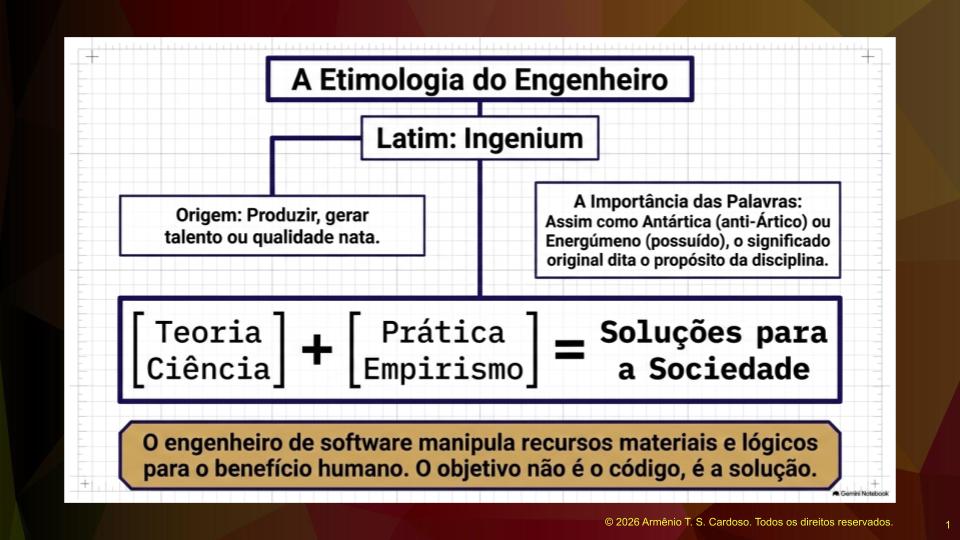 A Etimologia do Engenheiro
Latim: Ingenium
Origem: Produzir, gerar
talento ou qualidade nata.
A Importância das Palavras:
Assim como Antártica (anti-Ártico) ou
Energúmeno (possuído), o significado
original dita o propósito da disciplina.
[Teoria Ciência] + [Prática Empirismo] = Soluções para a Sociedade
O engenheiro de software manipula recursos materiais e lógicos
para o benefício humano. O objetivo não é o código, é a solução.
Gemini Notebook
© 2026 Armênio T. S. Cardoso. Todos os direitos reservados.
1